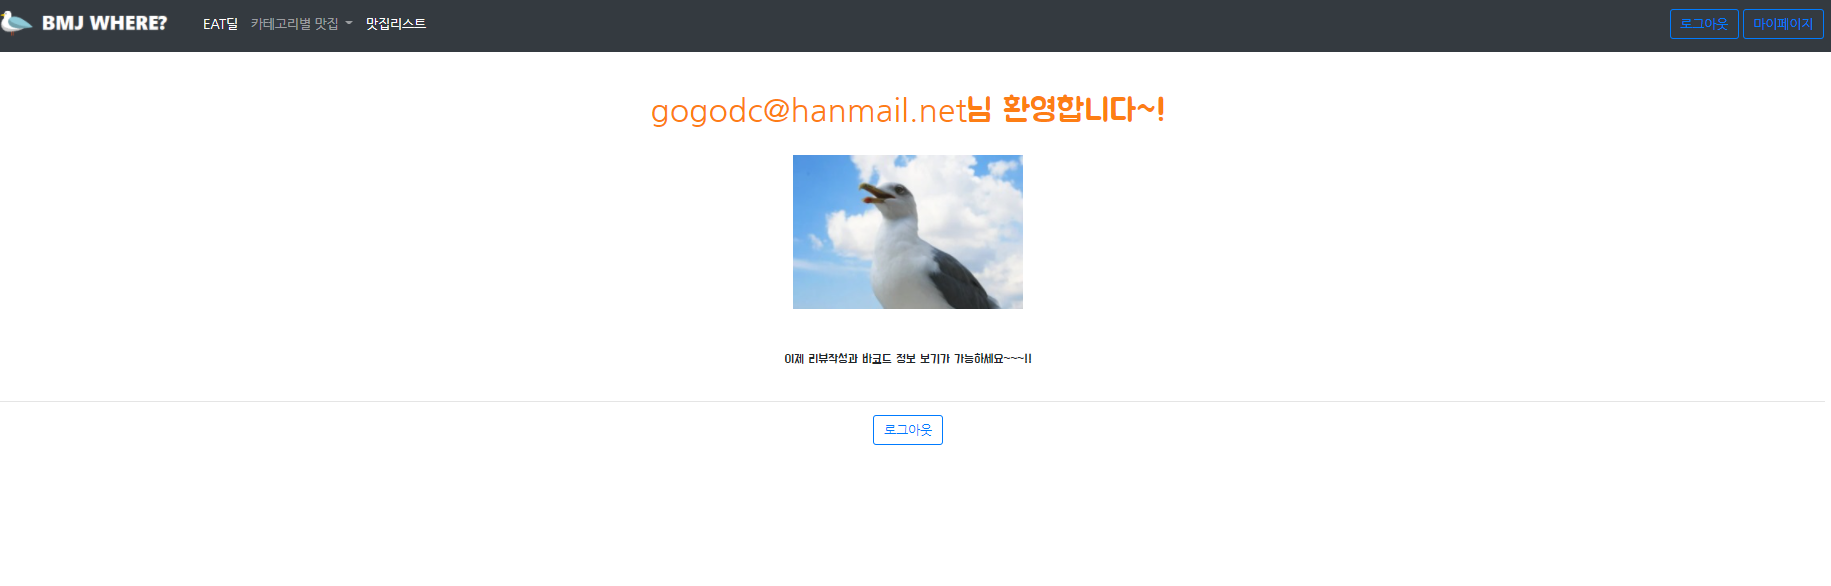 BMJ WHERE? EAT딜 카테고리별 맛집 맛집리스트 로그아웃 마이페이지
gogodc@hanmail.net님 환영합니다~!
이제 리뷰작성과 바코드 정보 보기가 가능하세요~~~!!
로그아웃